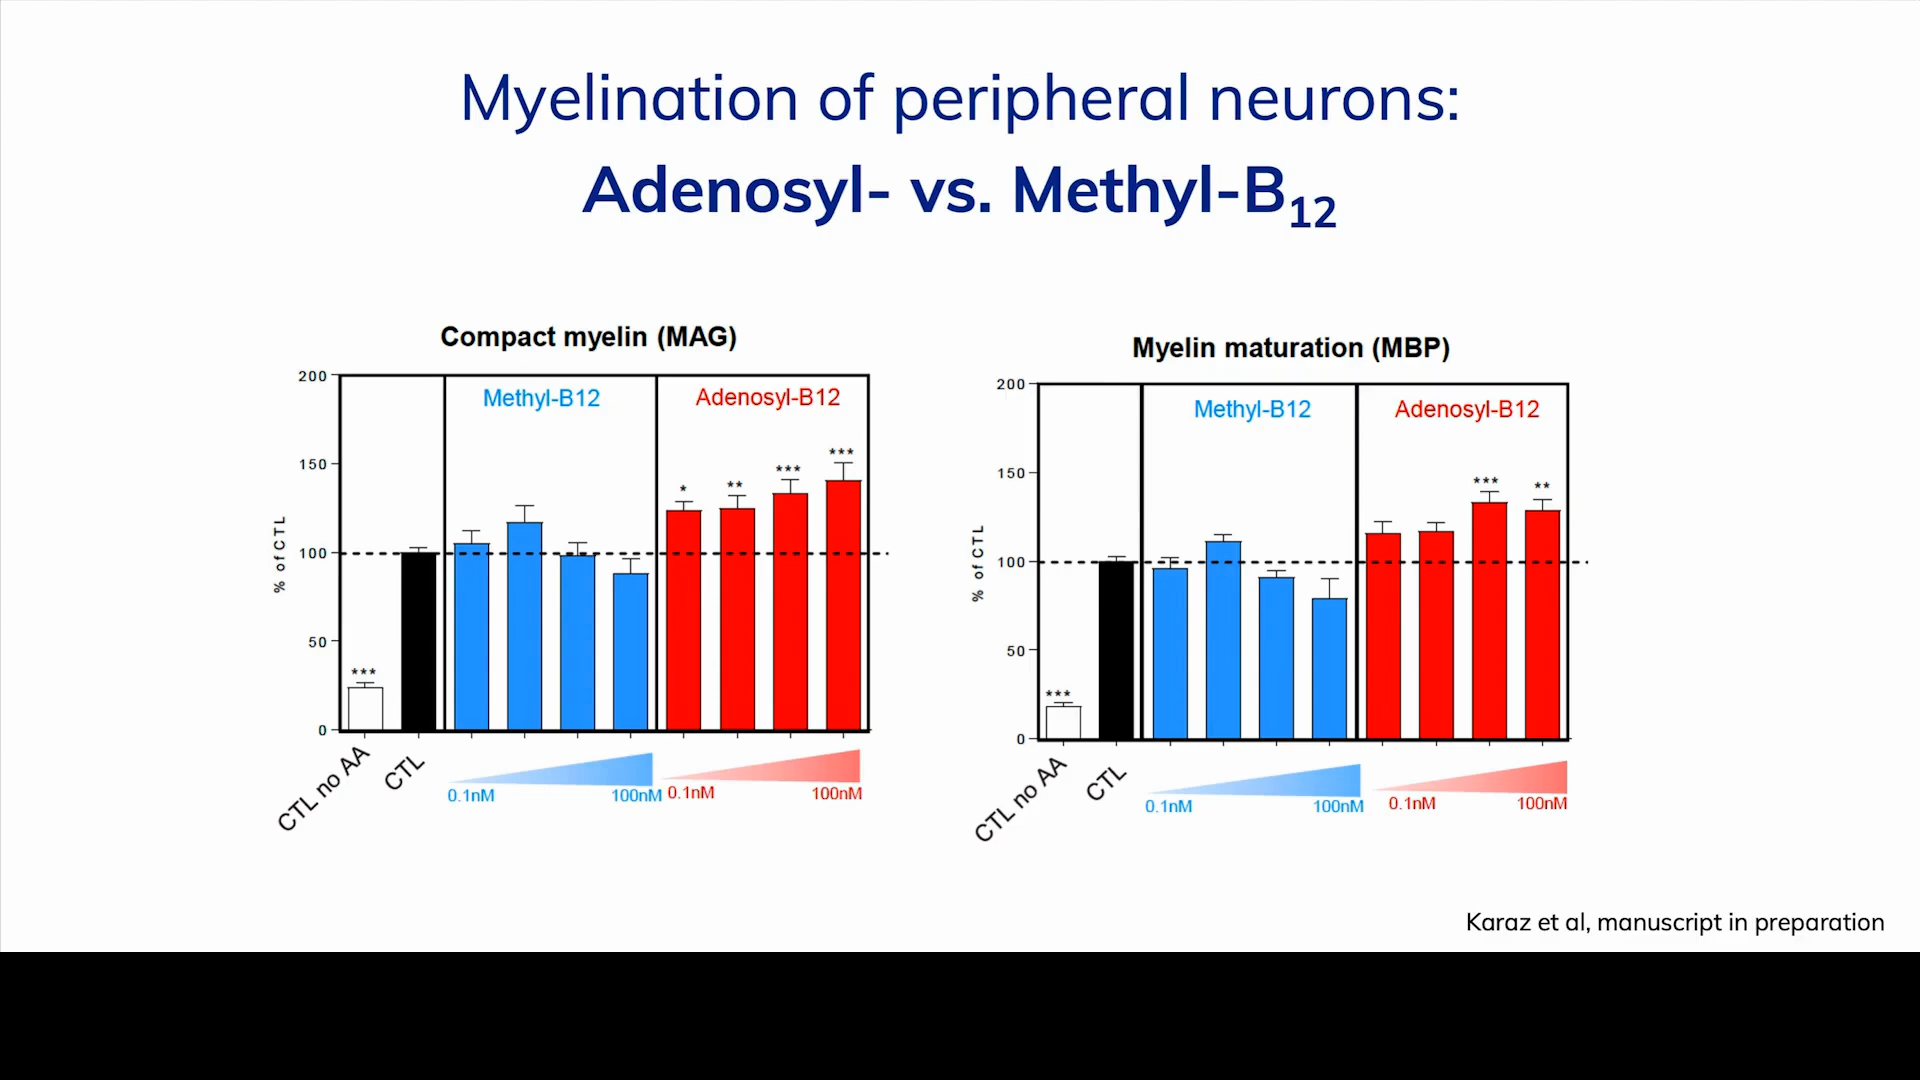 Myelination of peripheral neurons:
Adenosyl- vs. Methyl-B12
Compact myelin (MAG)
Methyl-B12
Adenosyl-B12
% of CTL
200
150
100
50
0
***
*
**
***
***
CTL no AA
CTL
0.1nM
100nM
0.1nM
100nM
Myelin maturation (MBP)
Methyl-B12
Adenosyl-B12
% of CTL
200
150
100
50
0
***
***
**
CTL no AA
CTL
0.1nM
100nM
0.1nM
100nM
Karaz et al, manuscript in preparation